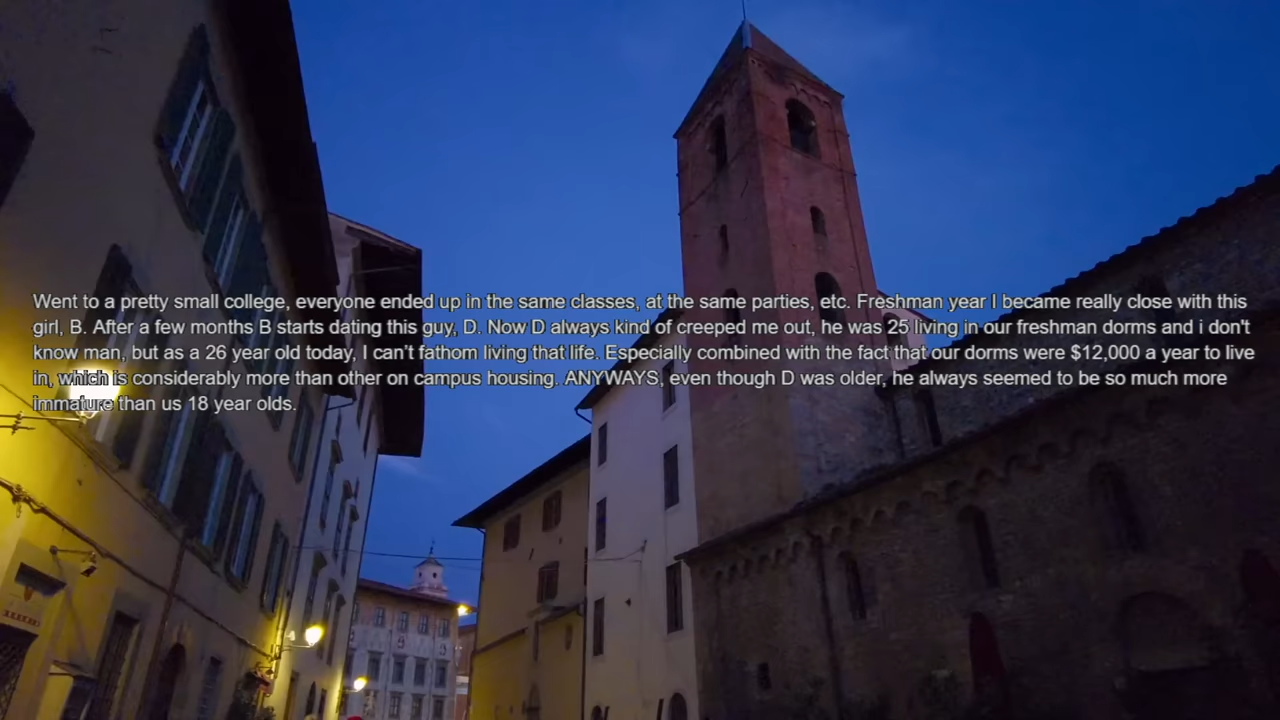 Went to a pretty small college, everyone ended up in the same classes, at the same parties, etc. Freshman year I became really close with this
girl, B. After a few months B starts dating this guy, D. Now D always kind of creeped me out, he was 25 living in our freshman dorms and i don't
know man, but as a 26 year old today, I can't fathom living that life. Especially combined with the fact that our dorms were $12,000 a year to live
in, which is considerably more than other on campus housing. ANYWAYS, even though D was older, he always seemed to be so much more
immature than us 18 year olds.